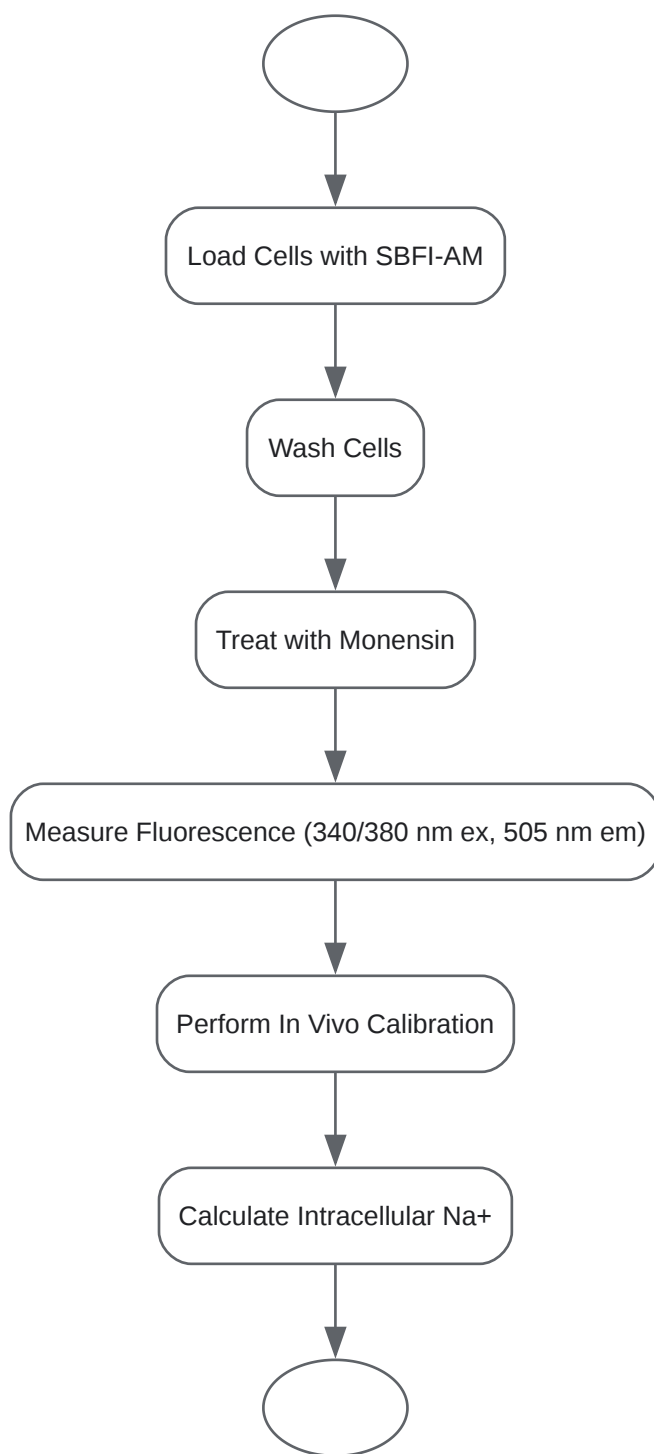 Load Cells with SBFI-AM
Wash Cells
Treat with Monensin
Measure Fluorescence (340/380 nm ex, 505 nm em)
Perform In Vivo Calibration
Calculate Intracellular Na+